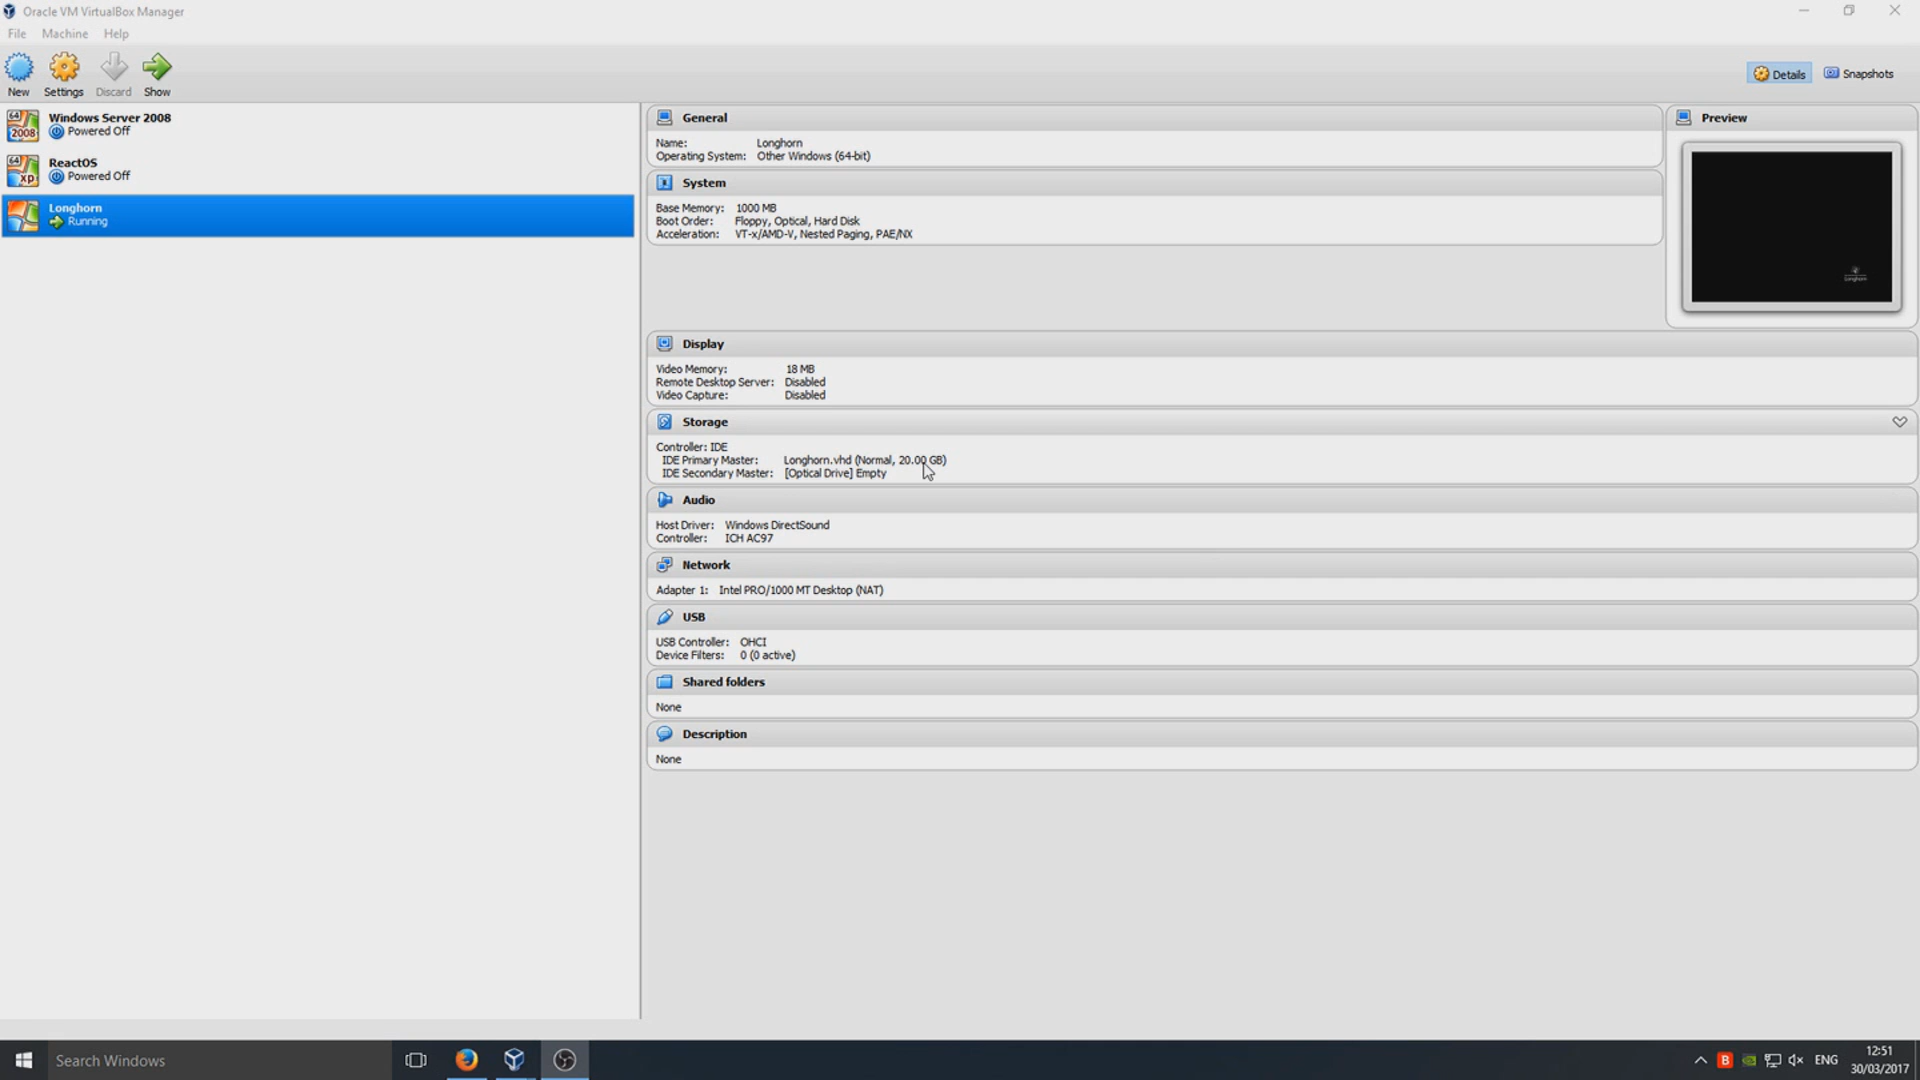 Oracle VM VirtualBox Manager
File Machine Help
New Settings Discard Show
Details Snapshots
64 2008 Windows Server 2008
Powered Off
64 xp ReactOS
Powered Off
Longhorn
Running
General
Name: Longhorn
Operating System: Other Windows (64-bit)
System
Base Memory: 1000 MB
Boot Order: Floppy, Optical, Hard Disk
Acceleration: VT-x/AMD-V, Nested Paging, PAE/NX
Preview
Longhorn
Display
Video Memory: 18 MB
Remote Desktop Server: Disabled
Video Capture: Disabled
Storage
Controller: IDE
IDE Primary Master: Longhorn.vhd (Normal, 20.00 GB)
IDE Secondary Master: [Optical Drive] Empty
Audio
Host Driver: Windows DirectSound
Controller: ICH AC97
Network
Adapter 1: Intel PRO/1000 MT Desktop (NAT)
USB
USB Controller: OHCI
Device Filters: 0 (0 active)
Shared folders
None
Description
None
Search Windows
B ENG
12:51
30/03/2017